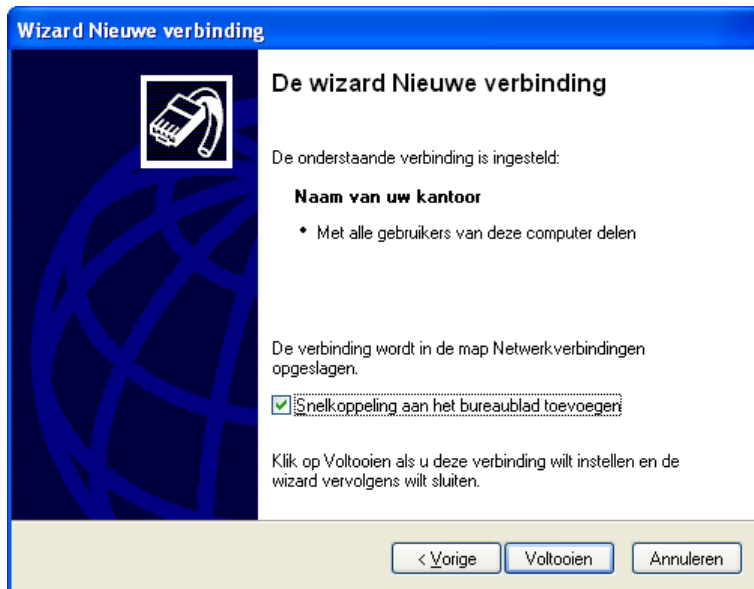 Wizard Nieuwe verbinding
De wizard Nieuwe verbinding
De onderstaande verbinding is ingesteld:
Naam van uw kantoor
• Met alle gebruikers van deze computer delen
De verbinding wordt in de map Netwerkverbindingen
opgeslagen.
Snelkoppeling aan het bureaublad toevoegen
Klik op Voltooien als u deze verbinding wilt instellen en de
wizard vervolgens wilt sluiten.
< Vorige Voltooien Annuleren